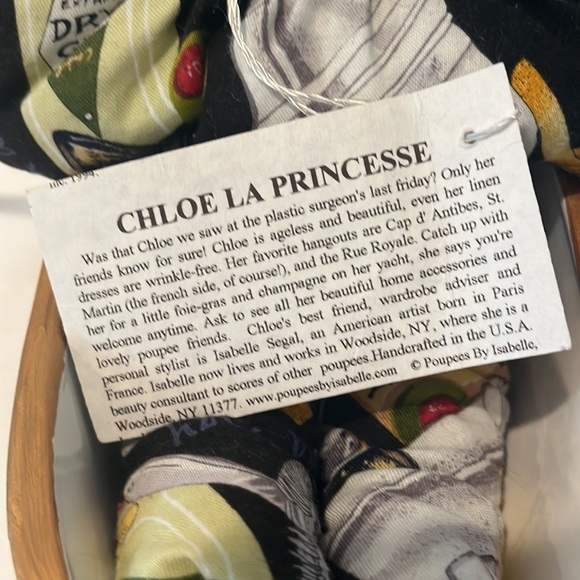 EXTRA
DRY
Inc. 1994.
CHLOE LA PRINCESSE
Was that Chloe we saw at the plastic surgeon's last friday? Only her
friends know for sure! Chloe is ageless and beautiful, even her linen
dresses are wrinkle-free. Her favorite hangouts are Cap d' Antibes, St.
Martin (the french side, of course!), and the Rue Royale. Catch up with
her for a little foie-gras and champagne on her yacht, she says you're
welcome anytime. Ask to see all her beautiful home accessories and
lovely poupee friends. Chloe's best friend, wardrobe adviser and
personal stylist is Isabelle Segal, an American artist born in Paris
France. Isabelle now lives and works in Woodside, NY, where she is a
beauty consultant to scores of other poupees.Handcrafted in the U.S.A.
Woodside, NY 11377. www.poupeesbyisabelle.com © Poupees By Isabelle,